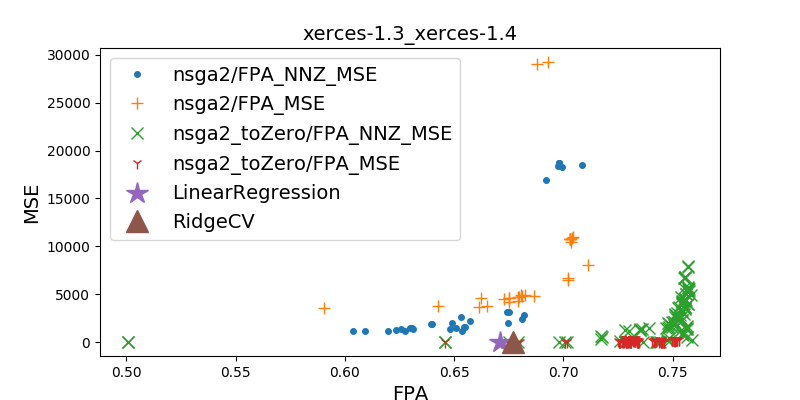 xerces-1.3_xerces-1.4
30000
25000
20000
15000
10000
5000
0
MSE
nsga2/FPA_NNZ_MSE
nsga2/FPA_MSE
nsga2_toZero/FPA_NNZ_MSE
nsga2_toZero/FPA_MSE
LinearRegression
RidgeCV
0.50 0.55 0.60 0.65 0.70 0.75
FPA